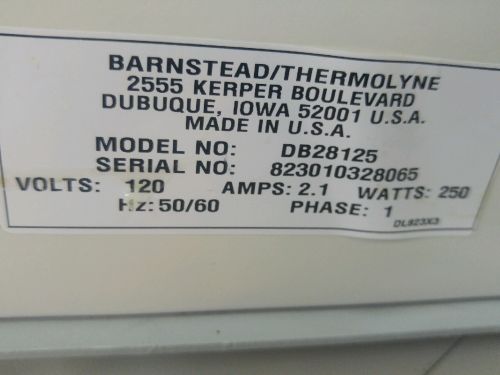 BARNSTEAD/THERMOLYNE
2555 KERPER BOULEVARD
DUBUQUE, IOWA 52001 U.S.A.
MADE IN U.S.A.
MODEL NO: DB28125
SERIAL NO: 823010328065
VOLTS: 120 AMPS: 2.1 WATTS: 250
Hz: 50/60 PHASE: 1
DL823X3